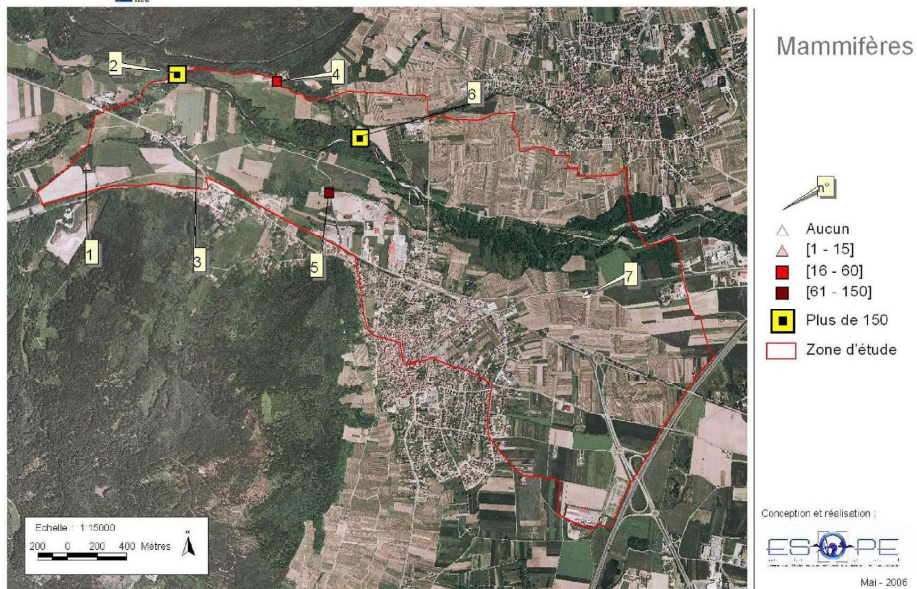 Mammifères
2
4
6
1
3
5
7
n°
Aucun
[1 - 15]
[16 - 60]
[61 - 150]
Plus de 150
Zone d'étude
Echelle : 1:15000
200 0 200 400 Mètres
Conception et réalisation :
Mai - 2006